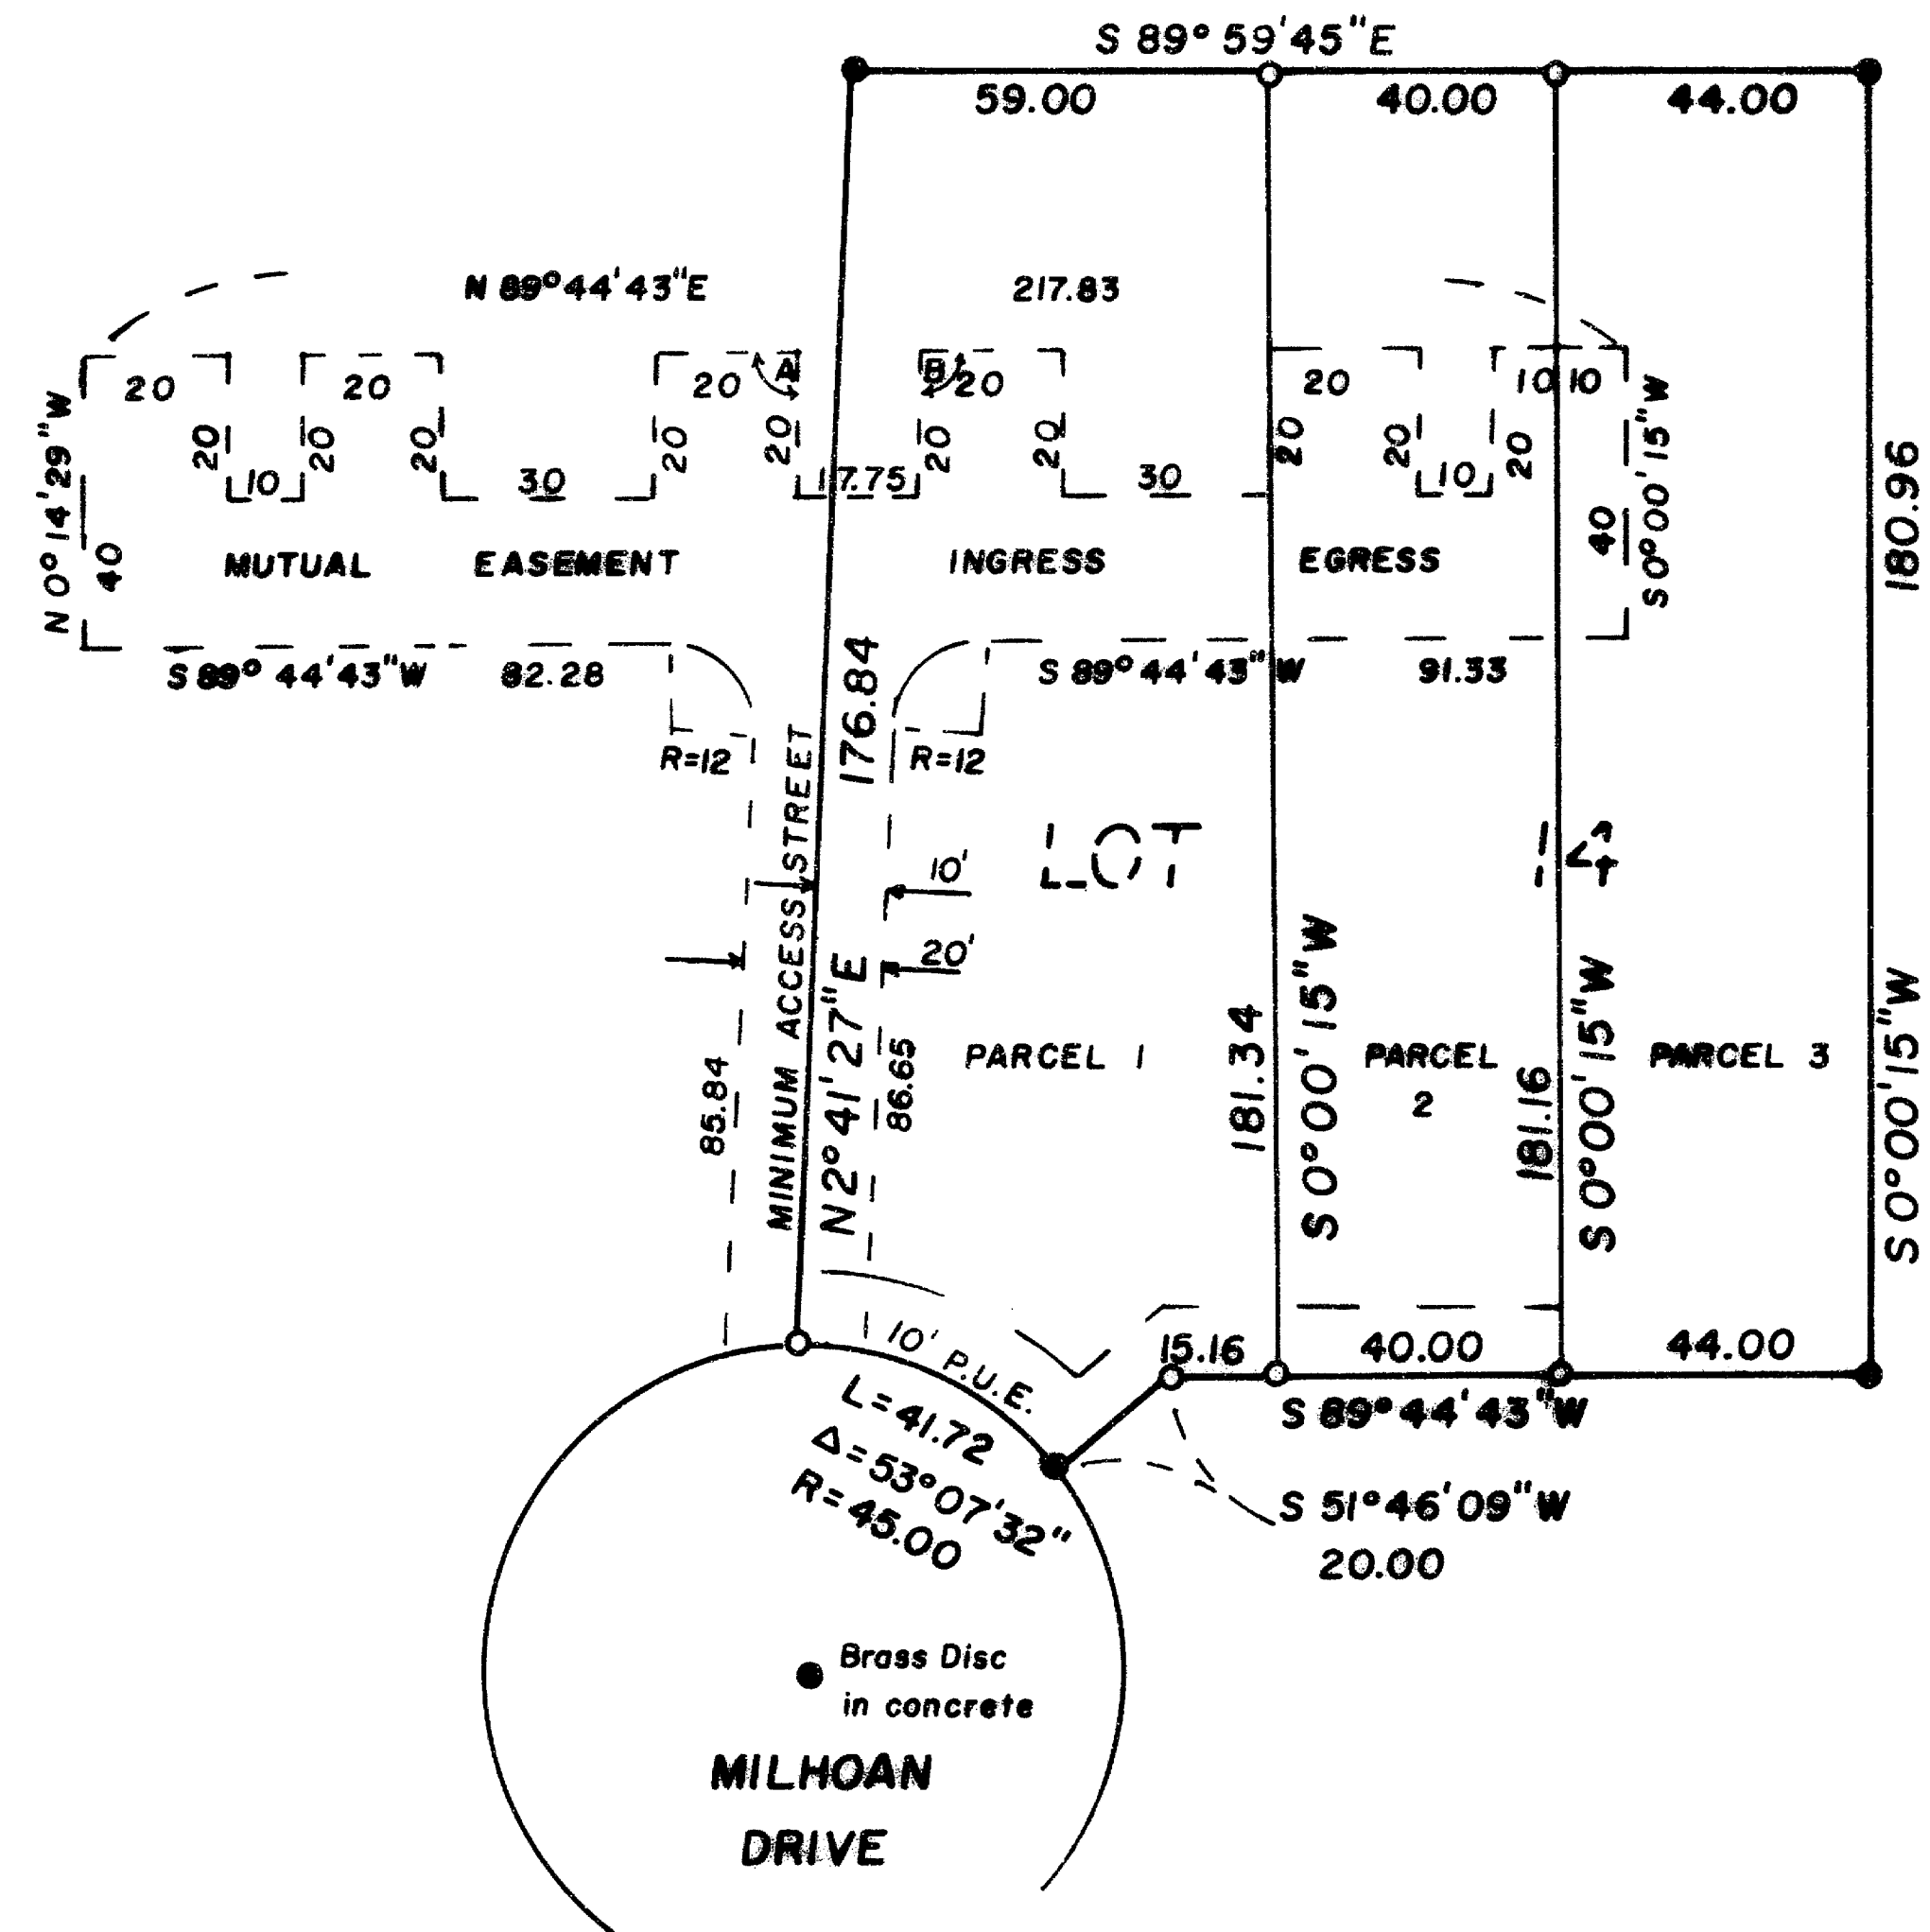 S 89° 59'45"E
59.00
40.00
44.00
N 89°44'43"E
217.83
20
20
20
A
B
20
20
10
10
N 0°14'29"W
40
20
10
20
20
30
20
20
17.75
20
20
30
20
20
10
20
40
S 0°00'15"W
180.96
MUTUAL EASEMENT INGRESS EGRESS
S 89° 44'43"W 82.28
S 89° 44'43"W 91.33
R=12
R=12
176.84
MINIMUM ACCESS STREET
N 2° 41'27"E
LOT 14
10'
20'
85.84
86.65
PARCEL 1
181.34
S 0°00'15"W
PARCEL
2
181.16
S 0°00'15"W
PARCEL 3
S 0°00'15"W
10' P.U.E.
15.16
40.00
44.00
S 89°44'43"W
L=41.72
Δ=53°07'32"
R=45.00
S 51°46'09"W
20.00
Brass Disc
in concrete
MILHOAN
DRIVE